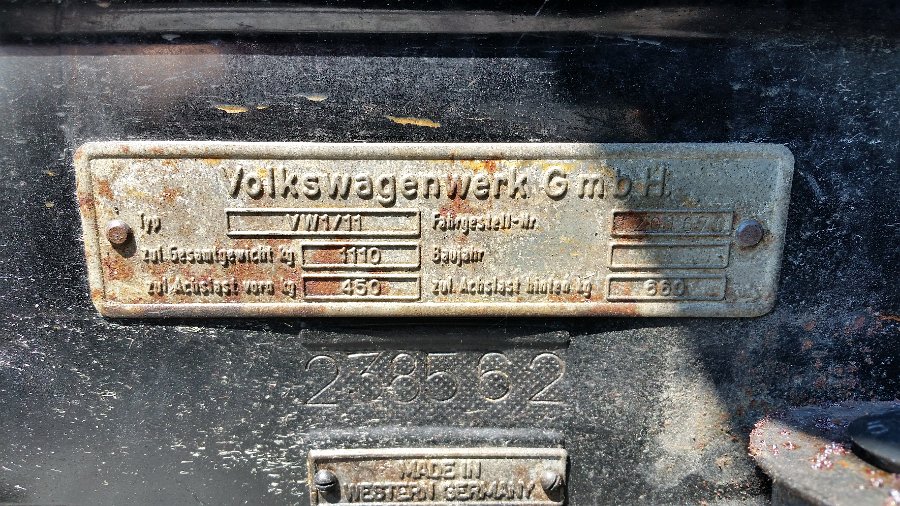 Volkswagenwerk GmbH.
Typ VW1/11 Fahrgestell-Nr
zul Gesamtgewicht kg 1110 Baujahr
zul Achslast vorn kg 450 zul Achslast hinten kg 660
238562
MADE IN
WESTERN GERMANY